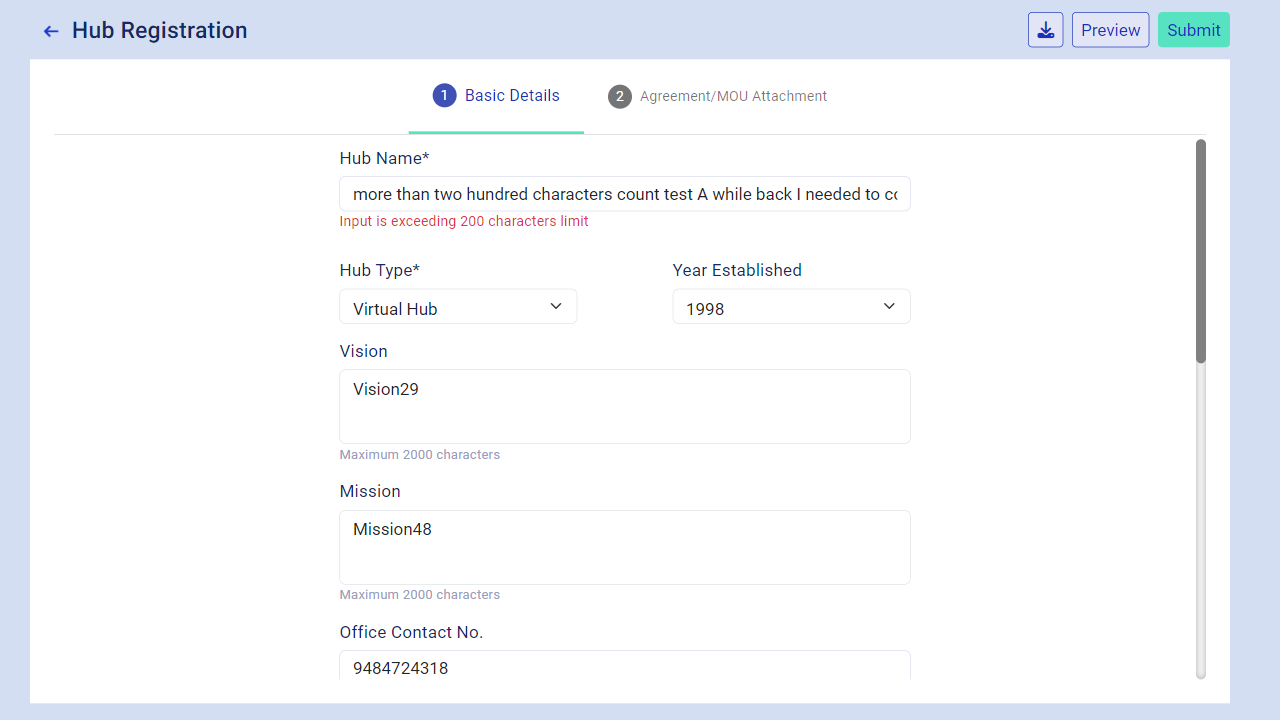 Hub Registration
Preview
Submit
1 Basic Details
2 Agreement/MOU Attachment
Hub Name*
more than two hundred characters count test A while back I needed to
Input is exceeding 200 characters limit
Hub Type*
Year Established
Virtual Hub
1998
Vision
Vision29
Maximum 2000 characters
Mission
Mission48
Maximum 2000 characters
Office Contact No.
9484724318